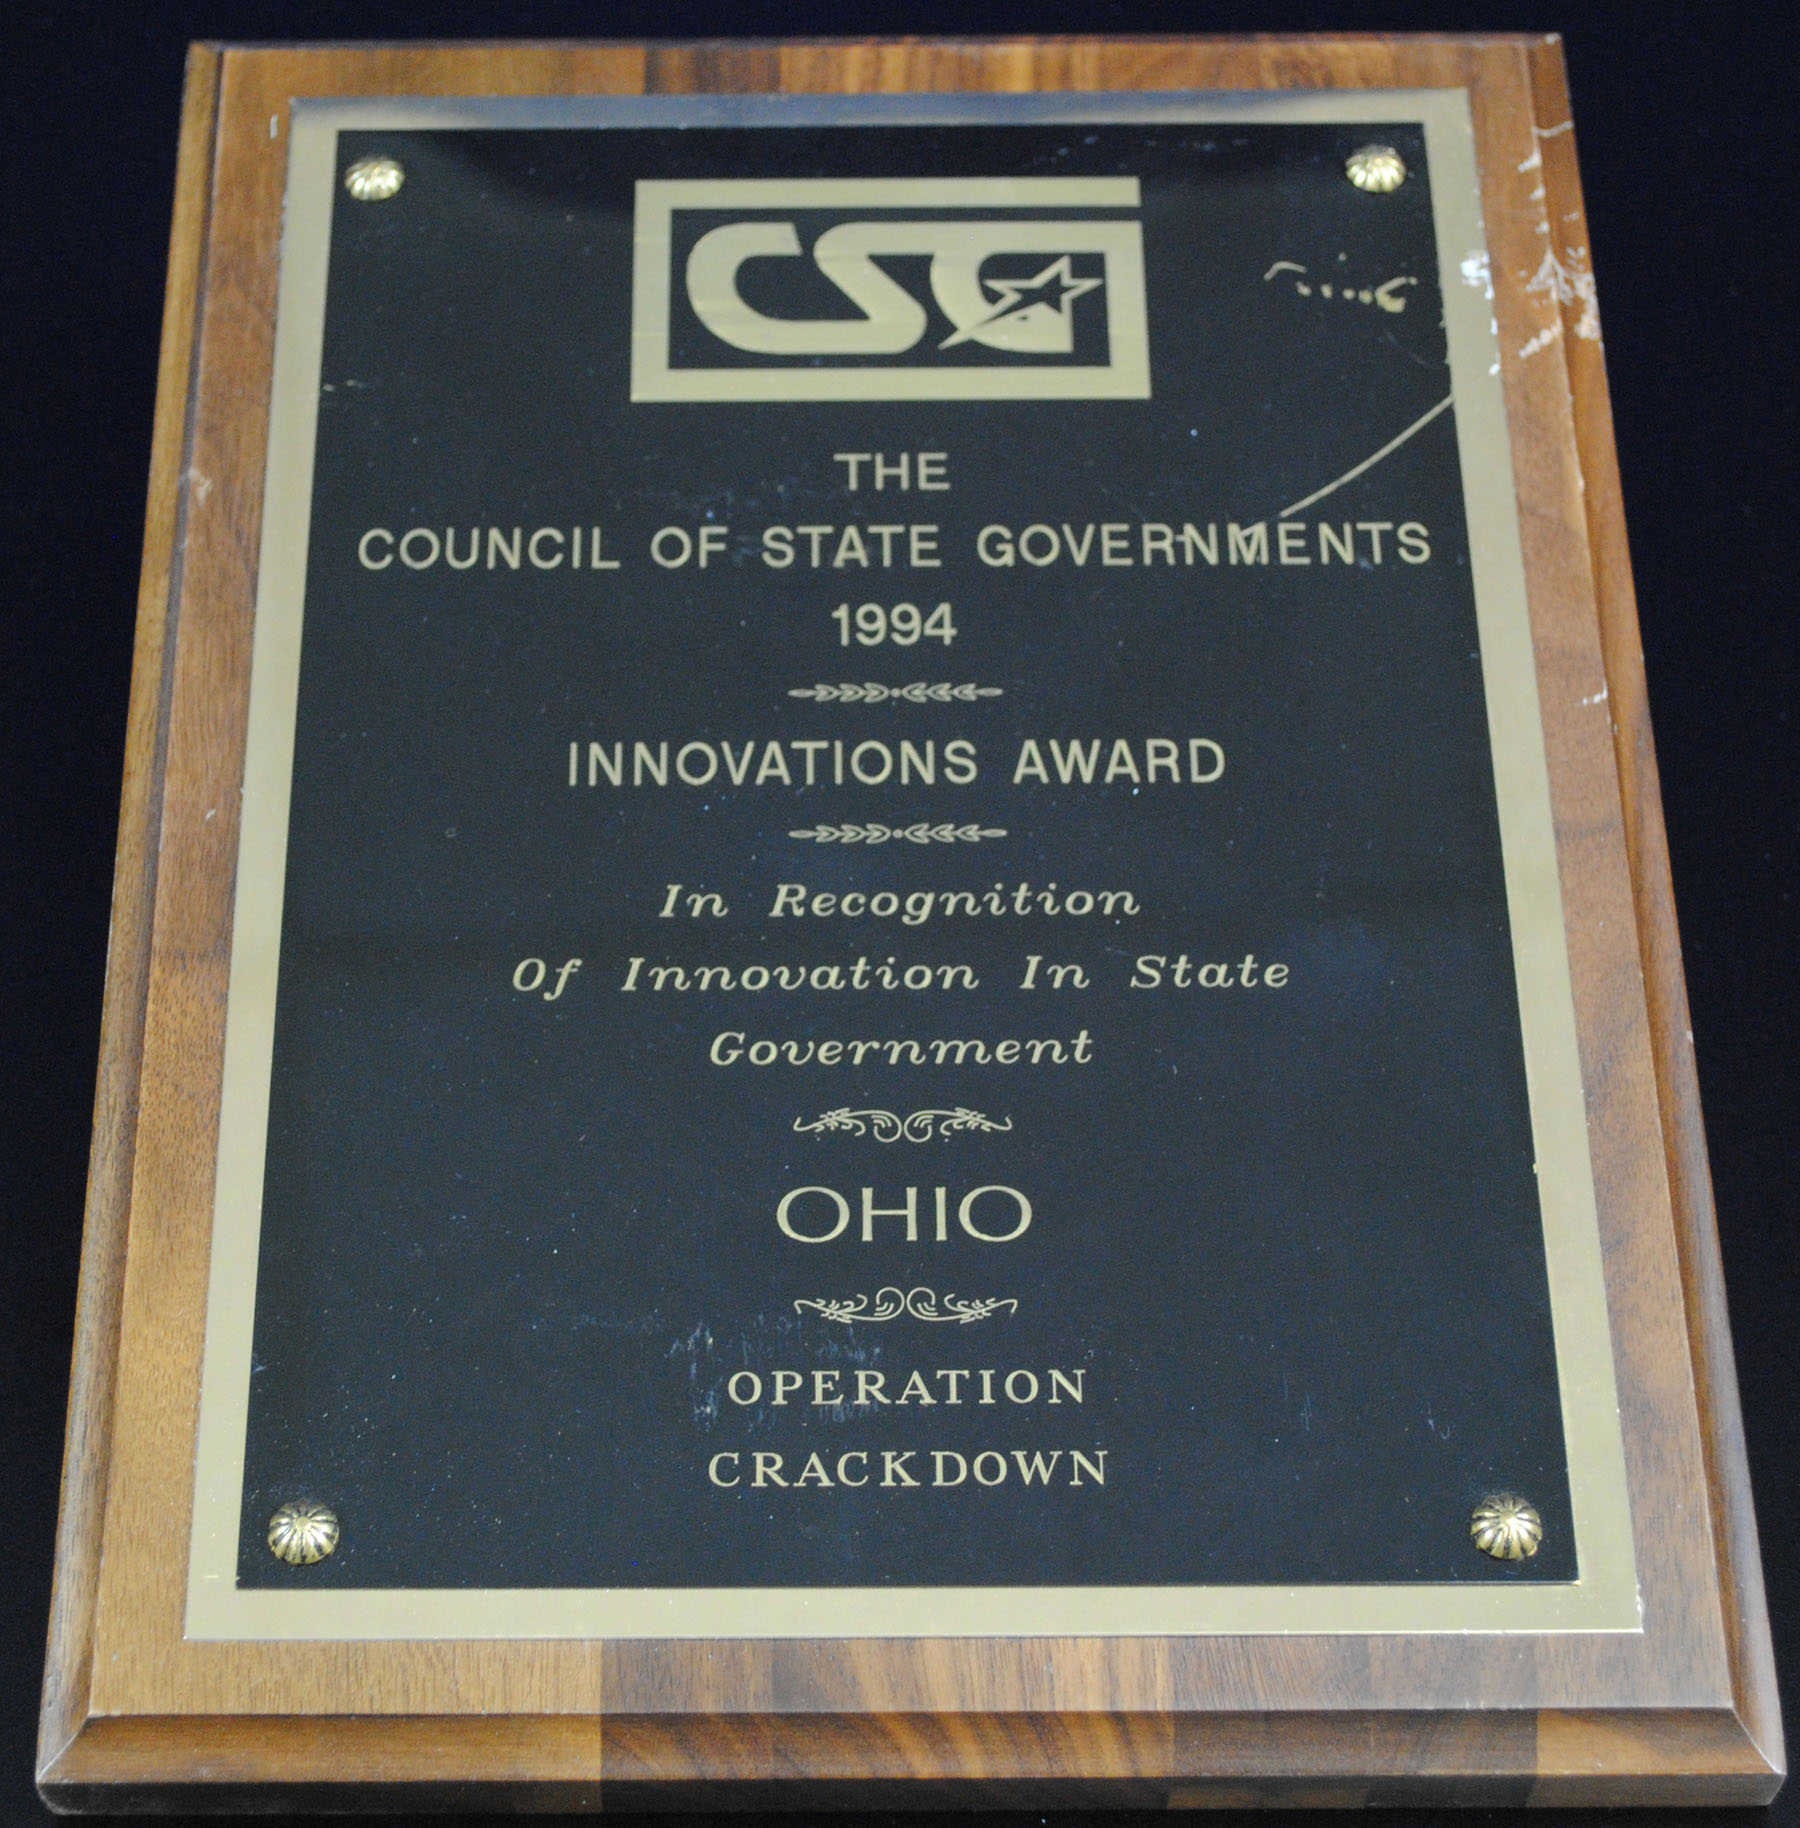 CSG
THE
COUNCIL OF STATE GOVERNMENTS
1994
INNOVATIONS AWARD
In Recognition
Of Innovation In State
Government
OHIO
OPERATION
CRACKDOWN